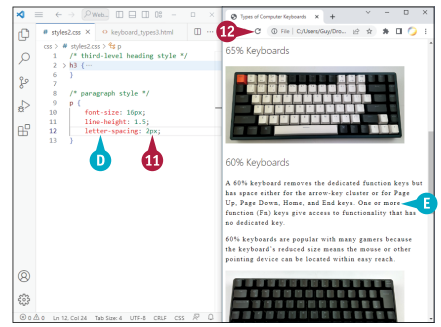 Web...
# styles2.css
keyboard_types3.html
css > # styles2.css > p
1 /* third-level heading style */
2 > h3 {...
5
6 /* paragraph style */
7 p {
8 font-size: 16px;
9 line-height: 1.5;
10
11
12 letter-spacing: 2px;
13 }
D
11
0 0 Ln 12, Col 24 Tab Size: 4 UTF-8 CRLF CSS
Types of Computer Keyboards
12
File C:/Users/Guy/Dro...
65% Keyboards
60% Keyboards
A 60% keyboard removes the dedicated function keys but
has space either for the arrow-key cluster or for Page
Up, Page Down, Home, and End keys. One or more
function (Fn) keys give access to functionality that has
no dedicated key.
E
60% keyboards are popular with many gamers because
the keyboard's reduced size means the mouse or other
pointing device can be located within easy reach.